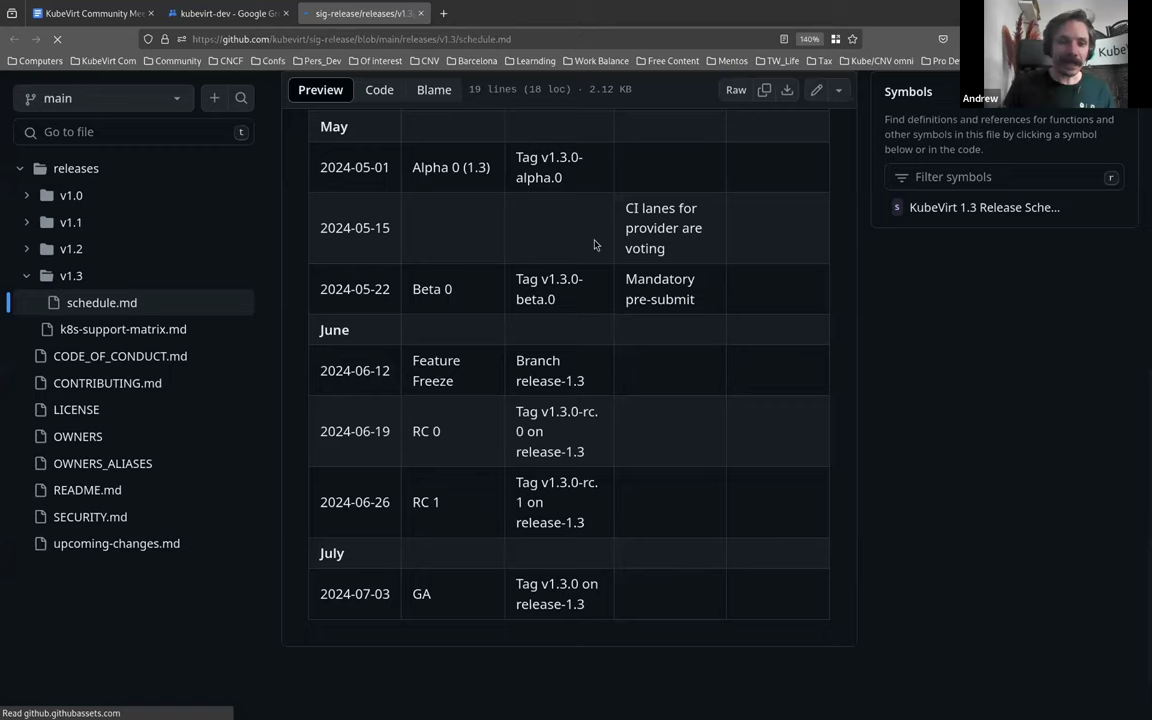 KubeVirt Community Mee
kubevirt-dev - Google Gr
sig-release/releases/v1.3
https://github.com/kubevirt/sig-release/blob/main/releases/v1.3/schedule.md
140%
Computers
KubeVirt Com
Community
CNCF
Confs
Pers_Dev
Of interest
CNV
Barcelona
Learnding
Work Balance
Free Content
Mentos
TW_Life
Tax
Kube/CNV omni
Pro De
KubeV
Andrew
main
Go to file
t
releases
v1.0
v1.1
v1.2
v1.3
schedule.md
k8s-support-matrix.md
CODE_OF_CONDUCT.md
CONTRIBUTING.md
LICENSE
OWNERS
OWNERS_ALIASES
README.md
SECURITY.md
upcoming-changes.md
Preview
Code
Blame
19 lines (18 loc) · 2.12 KB
Raw
May
2024-05-01
Alpha 0 (1.3)
Tag v1.3.0-
alpha.0
2024-05-15
CI lanes for
provider are
voting
2024-05-22
Beta 0
Tag v1.3.0-
beta.0
Mandatory
pre-submit
June
2024-06-12
Feature
Freeze
Branch
release-1.3
2024-06-19
RC 0
Tag v1.3.0-rc.
0 on
release-1.3
2024-06-26
RC 1
Tag v1.3.0-rc.
1 on
release-1.3
July
2024-07-03
GA
Tag v1.3.0 on
release-1.3
Symbols
Find definitions and references for functions and
other symbols in this file by clicking a symbol
below or in the code.
Filter symbols
r
S
KubeVirt 1.3 Release Sche...
Read github.githubassets.com